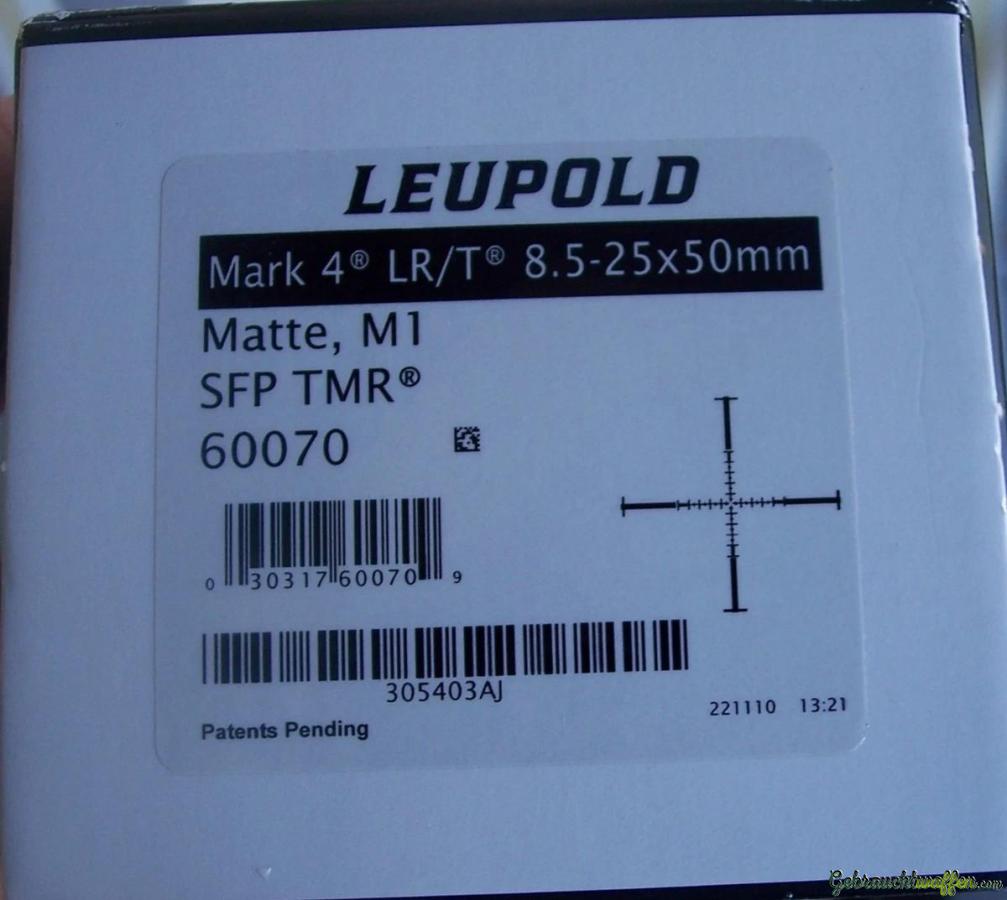 LEUPOLD
Mark 4® LR/T® 8.5-25x50mm
Matte, M1
SFP TMR®
60070
0 30317 60070 9
305403AJ
221110 13:21
Patents Pending
Gebrauchtwaffen.com